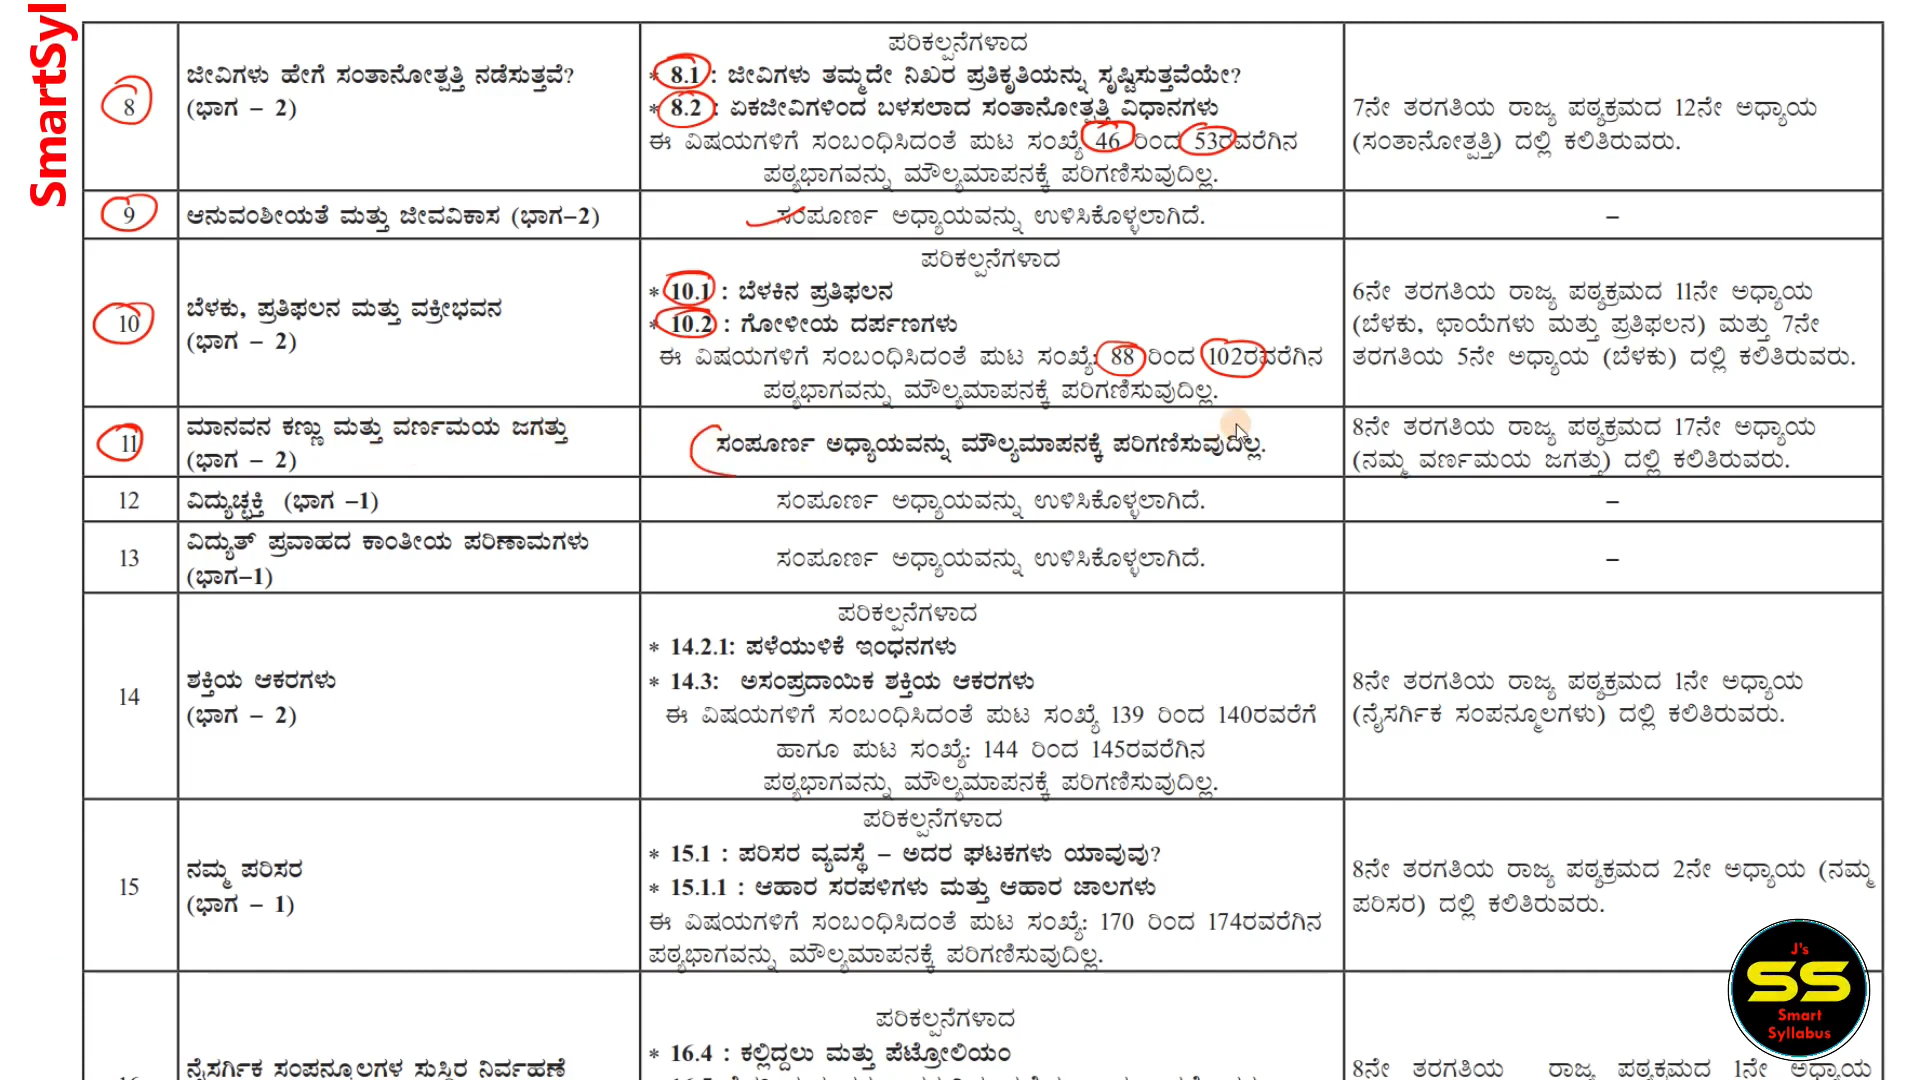 SmartSyl
ಪರಿಕಲ್ಪನೆಗಳಾದ
8
ಜೀವಿಗಳು ಹೇಗೆ ಸಂತಾನೋತ್ಪತ್ತಿ ನಡೆಸುತ್ತವೆ?
(ಭಾಗ – 2)
* 8.1 : ಜೀವಿಗಳು ತಮ್ಮದೇ ನಿಖರ ಪ್ರತಿಕೃತಿಯನ್ನು ಸೃಷ್ಟಿಸುತ್ತವೆಯೇ?
* 8.2 : ಏಕಜೀವಿಗಳಿಂದ ಬಳಸಲಾದ ಸಂತಾನೋತ್ಪತ್ತಿ ವಿಧಾನಗಳು
ಈ ವಿಷಯಗಳಿಗೆ ಸಂಬಂಧಿಸಿದಂತೆ ಪುಟ ಸಂಖ್ಯೆ 46 ರಿಂದ 53ರವರೆಗಿನ
ಪಠ್ಯಭಾಗವನ್ನು ಮೌಲ್ಯಮಾಪನಕ್ಕೆ ಪರಿಗಣಿಸುವುದಿಲ್ಲ.
7ನೇ ತರಗತಿಯ ರಾಜ್ಯ ಪಠ್ಯಕ್ರಮದ 12ನೇ ಅಧ್ಯಾಯ
(ಸಂತಾನೋತ್ಪತ್ತಿ) ದಲ್ಲಿ ಕಲಿತಿರುವರು.
9
ಆನುವಂಶೀಯತೆ ಮತ್ತು ಜೀವವಿಕಾಸ (ಭಾಗ–2)
ಸಂಪೂರ್ಣ ಅಧ್ಯಾಯವನ್ನು ಉಳಿಸಿಕೊಳ್ಳಲಾಗಿದೆ.
–
10
ಬೆಳಕು, ಪ್ರತಿಫಲನ ಮತ್ತು ವಕ್ರೀಭವನ
(ಭಾಗ – 2)
ಪರಿಕಲ್ಪನೆಗಳಾದ
* 10.1 : ಬೆಳಕಿನ ಪ್ರತಿಫಲನ
* 10.2 : ಗೋಳೀಯ ದರ್ಪಣಗಳು
ಈ ವಿಷಯಗಳಿಗೆ ಸಂಬಂಧಿಸಿದಂತೆ ಪುಟ ಸಂಖ್ಯೆ: 88 ರಿಂದ 102ರವರೆಗಿನ
ಪಠ್ಯಭಾಗವನ್ನು ಮೌಲ್ಯಮಾಪನಕ್ಕೆ ಪರಿಗಣಿಸುವುದಿಲ್ಲ.
6ನೇ ತರಗತಿಯ ರಾಜ್ಯ ಪಠ್ಯಕ್ರಮದ 11ನೇ ಅಧ್ಯಾಯ
(ಬೆಳಕು, ಛಾಯೆಗಳು ಮತ್ತು ಪ್ರತಿಫಲನ) ಮತ್ತು 7ನೇ
ತರಗತಿಯ 5ನೇ ಅಧ್ಯಾಯ (ಬೆಳಕು) ದಲ್ಲಿ ಕಲಿತಿರುವರು.
11
ಮಾನವನ ಕಣ್ಣು ಮತ್ತು ವರ್ಣಮಯ ಜಗತ್ತು
(ಭಾಗ – 2)
ಸಂಪೂರ್ಣ ಅಧ್ಯಾಯವನ್ನು ಮೌಲ್ಯಮಾಪನಕ್ಕೆ ಪರಿಗಣಿಸುವುದಿಲ್ಲ.
8ನೇ ತರಗತಿಯ ರಾಜ್ಯ ಪಠ್ಯಕ್ರಮದ 17ನೇ ಅಧ್ಯಾಯ
(ನಮ್ಮ ವರ್ಣಮಯ ಜಗತ್ತು) ದಲ್ಲಿ ಕಲಿತಿರುವರು.
12
ವಿದ್ಯುಚ್ಛಕ್ತಿ (ಭಾಗ –1)
ಸಂಪೂರ್ಣ ಅಧ್ಯಾಯವನ್ನು ಉಳಿಸಿಕೊಳ್ಳಲಾಗಿದೆ.
–
13
ವಿದ್ಯುತ್ ಪ್ರವಾಹದ ಕಾಂತೀಯ ಪರಿಣಾಮಗಳು
(ಭಾಗ–1)
ಸಂಪೂರ್ಣ ಅಧ್ಯಾಯವನ್ನು ಉಳಿಸಿಕೊಳ್ಳಲಾಗಿದೆ.
–
14
ಶಕ್ತಿಯ ಆಕರಗಳು
(ಭಾಗ – 2)
ಪರಿಕಲ್ಪನೆಗಳಾದ
* 14.2.1: ಪಳೆಯುಳಿಕೆ ಇಂಧನಗಳು
* 14.3: ಅಸಂಪ್ರದಾಯಿಕ ಶಕ್ತಿಯ ಆಕರಗಳು
ಈ ವಿಷಯಗಳಿಗೆ ಸಂಬಂಧಿಸಿದಂತೆ ಪುಟ ಸಂಖ್ಯೆ 139 ರಿಂದ 140ರವರೆಗೆ
ಹಾಗೂ ಪುಟ ಸಂಖ್ಯೆ: 144 ರಿಂದ 145ರವರೆಗಿನ
ಪಠ್ಯಭಾಗವನ್ನು ಮೌಲ್ಯಮಾಪನಕ್ಕೆ ಪರಿಗಣಿಸುವುದಿಲ್ಲ.
8ನೇ ತರಗತಿಯ ರಾಜ್ಯ ಪಠ್ಯಕ್ರಮದ 1ನೇ ಅಧ್ಯಾಯ
(ನೈಸರ್ಗಿಕ ಸಂಪನ್ಮೂಲಗಳು) ದಲ್ಲಿ ಕಲಿತಿರುವರು.
15
ನಮ್ಮ ಪರಿಸರ
(ಭಾಗ – 1)
ಪರಿಕಲ್ಪನೆಗಳಾದ
* 15.1 : ಪರಿಸರ ವ್ಯವಸ್ಥೆ – ಅದರ ಘಟಕಗಳು ಯಾವುವು?
* 15.1.1 : ಆಹಾರ ಸರಪಳಿಗಳು ಮತ್ತು ಆಹಾರ ಜಾಲಗಳು
ಈ ವಿಷಯಗಳಿಗೆ ಸಂಬಂಧಿಸಿದಂತೆ ಪುಟ ಸಂಖ್ಯೆ: 170 ರಿಂದ 174ರವರೆಗಿನ
ಪಠ್ಯಭಾಗವನ್ನು ಮೌಲ್ಯಮಾಪನಕ್ಕೆ ಪರಿಗಣಿಸುವುದಿಲ್ಲ.
8ನೇ ತರಗತಿಯ ರಾಜ್ಯ ಪಠ್ಯಕ್ರಮದ 2ನೇ ಅಧ್ಯಾಯ (ನಮ್ಮ
ಪರಿಸರ) ದಲ್ಲಿ ಕಲಿತಿರುವರು.
ನೈಸರ್ಗಿಕ ಸಂಪನ್ಮೂಲಗಳ ಸುಸ್ಥಿರ ನಿರ್ವಹಣೆ
ಪರಿಕಲ್ಪನೆಗಳಾದ
* 16.4 : ಕಲ್ಲಿದ್ದಲು ಮತ್ತು ಪೆಟ್ರೋಲಿಯಂ
8ನೇ ತರಗತಿಯ ರಾಜ್ಯ ಪಠ್ಯಕ್ರಮದ 1ನೇ ಅಧ್ಯಾಯ
J's
SS
Smart
Syllabus